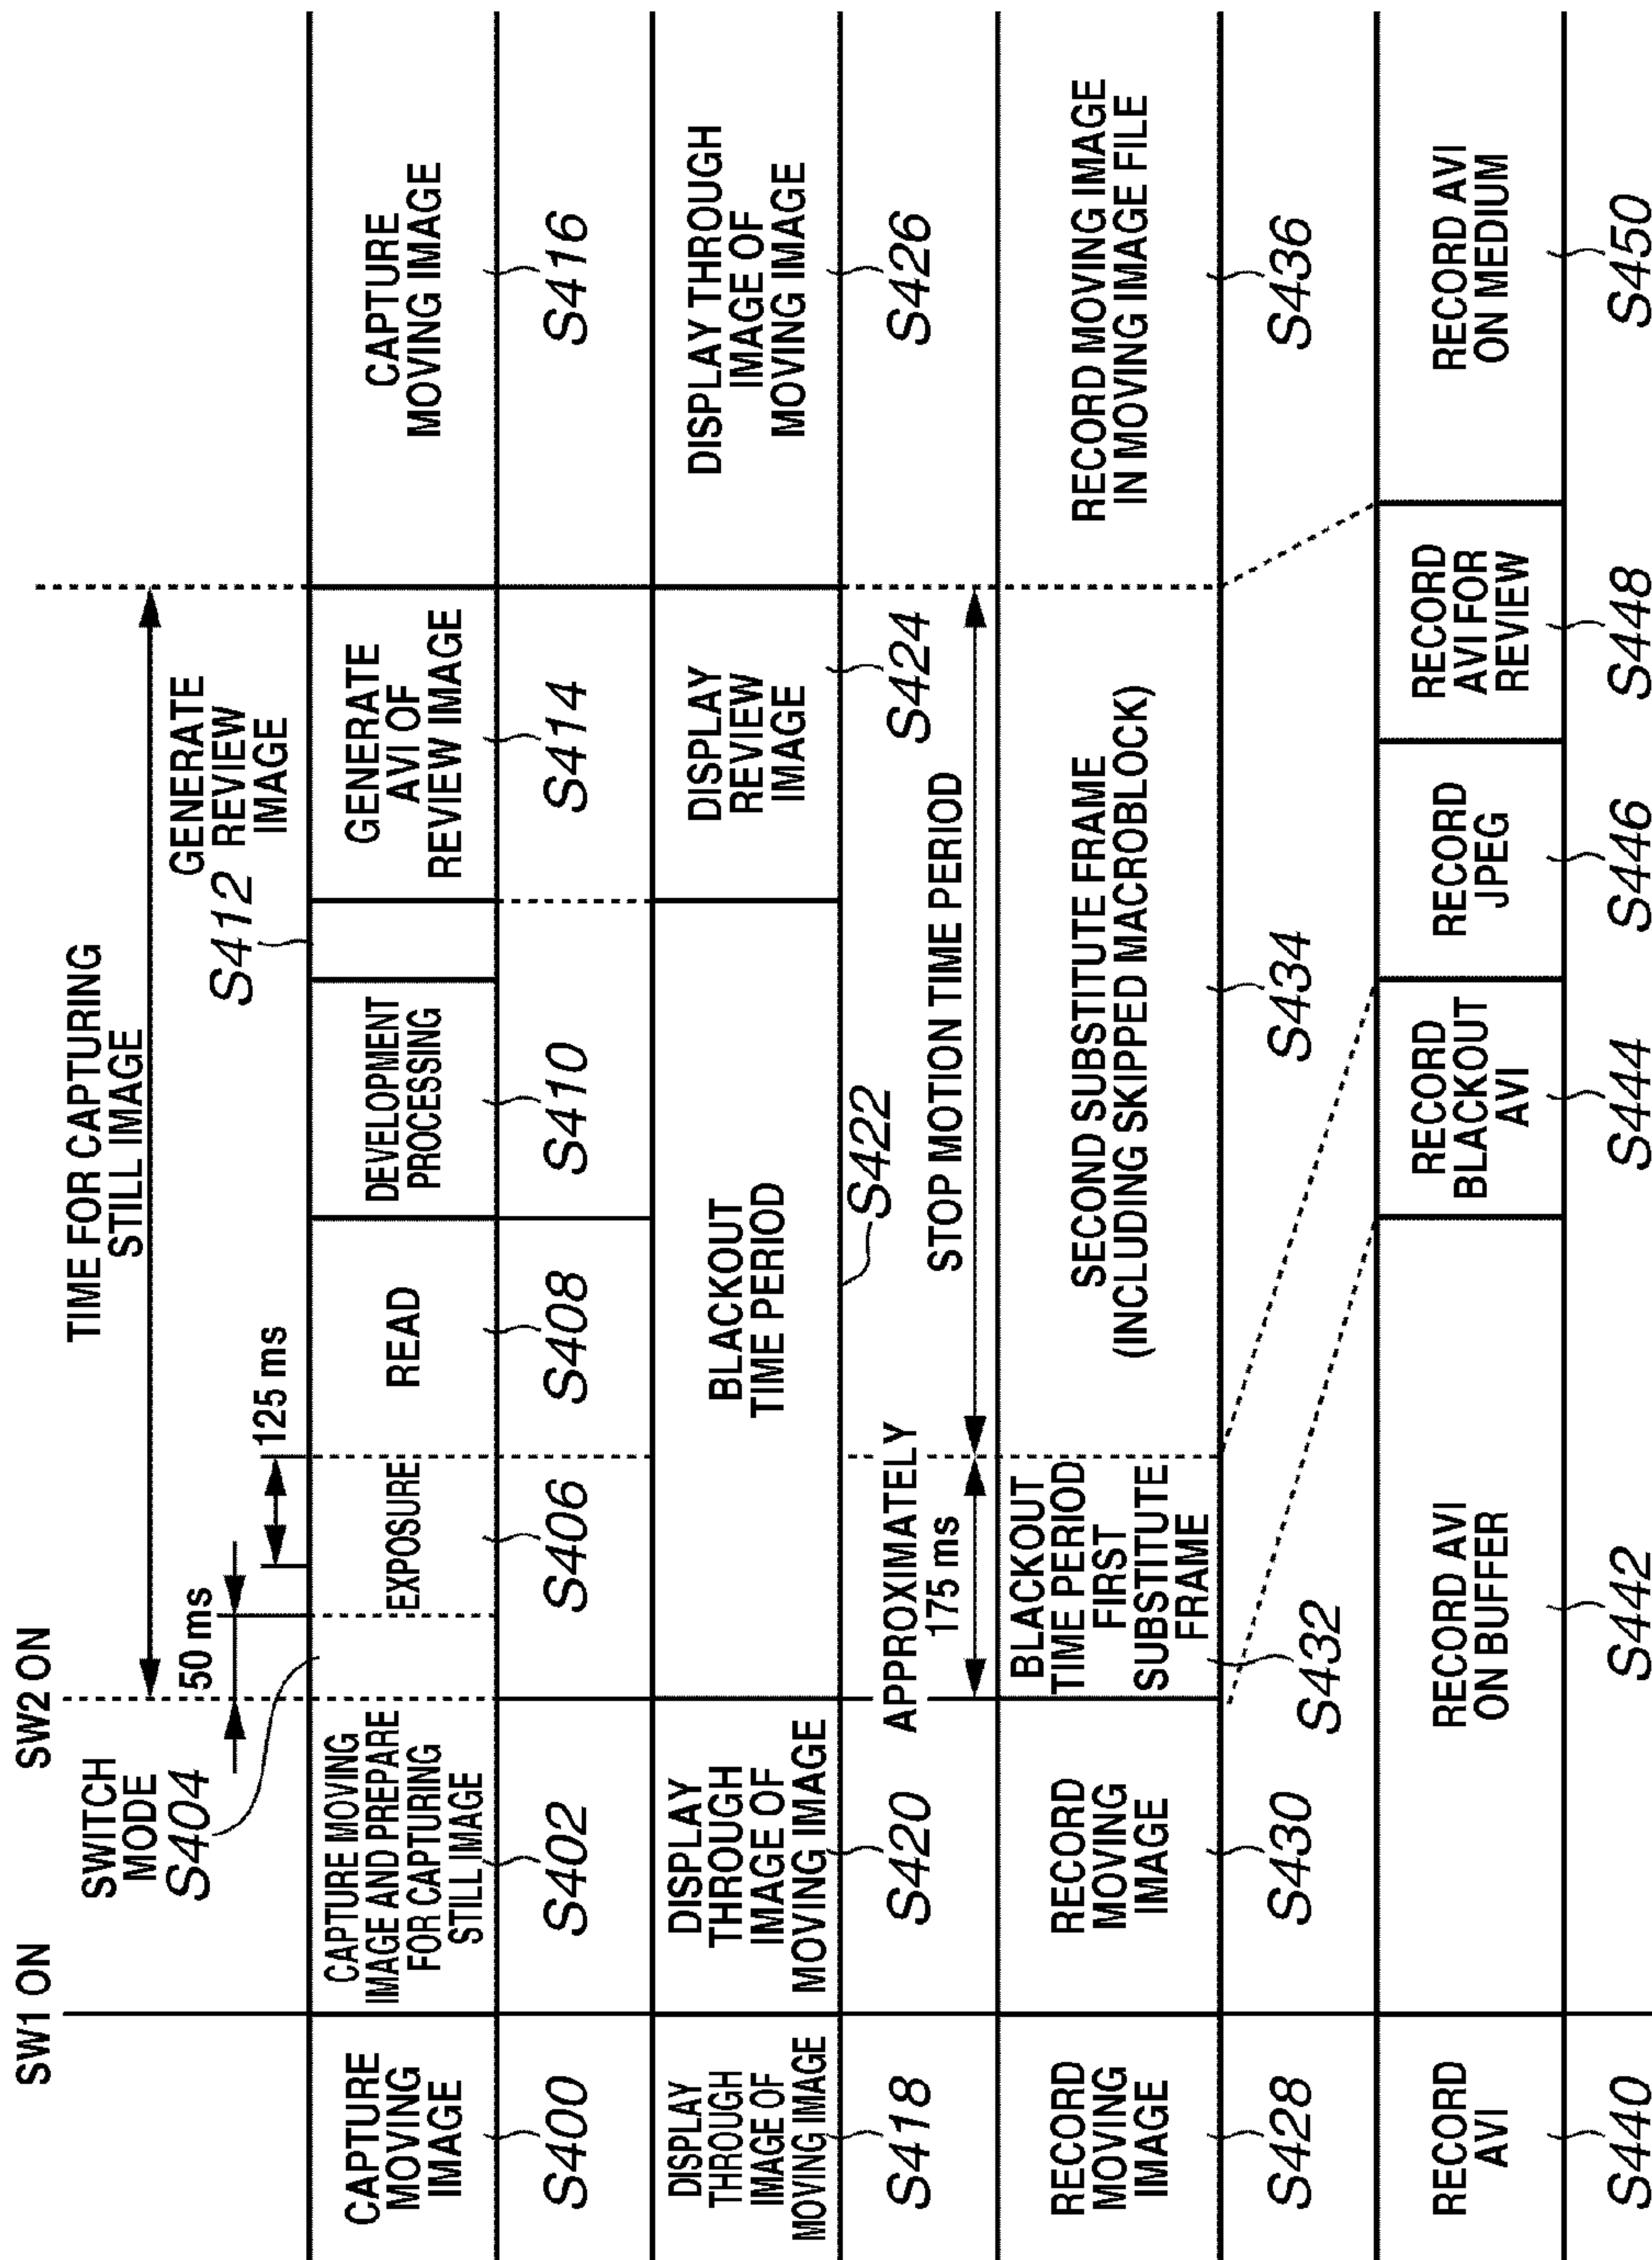 SW1 ON
SW2 ON
TIME FOR CAPTURING
STILL IMAGE
SWITCH
MODE
S404
50 ms
125 ms
S412
GENERATE
REVIEW
IMAGE
CAPTURE
MOVING
IMAGE
CAPTURE MOVING
IMAGE AND PREPARE
FOR CAPTURING
STILL IMAGE
EXPOSURE
READ
DEVELOPMENT
PROCESSING
GENERATE
AVI OF
REVIEW IMAGE
CAPTURE
MOVING IMAGE
S400
S402
S406
S408
S410
S414
S416
DISPLAY
THROUGH
IMAGE OF
MOVING IMAGE
DISPLAY
THROUGH
IMAGE OF
MOVING IMAGE
BLACKOUT
TIME PERIOD
DISPLAY
REVIEW
IMAGE
DISPLAY THROUGH
IMAGE OF
MOVING IMAGE
S418
S420
S422
S424
S426
APPROXIMATELY
175 ms
STOP MOTION TIME PERIOD
RECORD
MOVING
IMAGE
RECORD
MOVING
IMAGE
BLACKOUT
TIME PERIOD
FIRST
SUBSTITUTE
FRAME
SECOND SUBSTITUTE FRAME
(INCLUDING SKIPPED MACROBLOCK)
RECORD MOVING IMAGE
IN MOVING IMAGE FILE
S428
S430
S432
S434
S436
RECORD
AVI
RECORD AVI
ON BUFFER
RECORD
BLACKOUT
AVI
RECORD
JPEG
RECORD
AVI FOR
REVIEW
RECORD AVI
ON MEDIUM
S440
S442
S444
S446
S448
S450